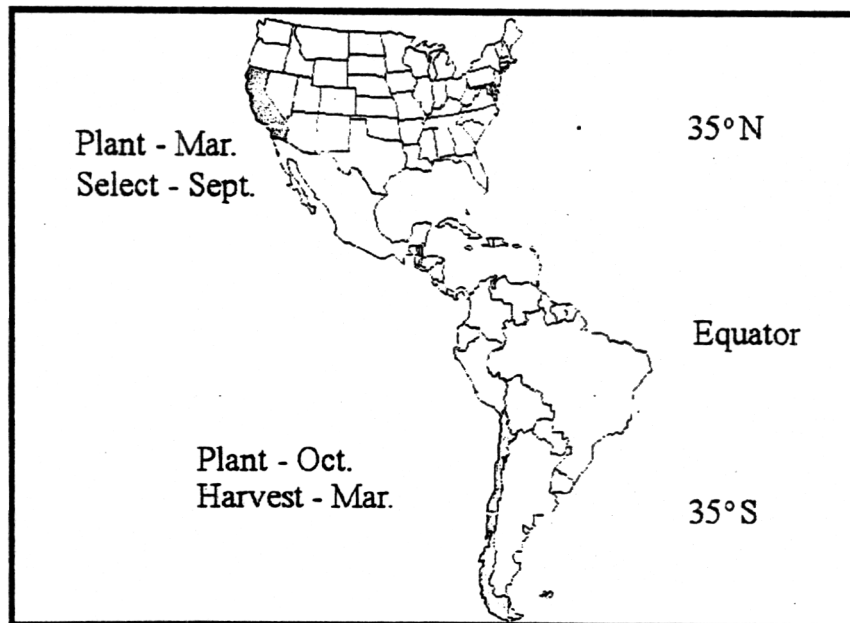 35°N
Plant - Mar.
Select - Sept.
Equator
Plant - Oct.
Harvest - Mar.
35°S